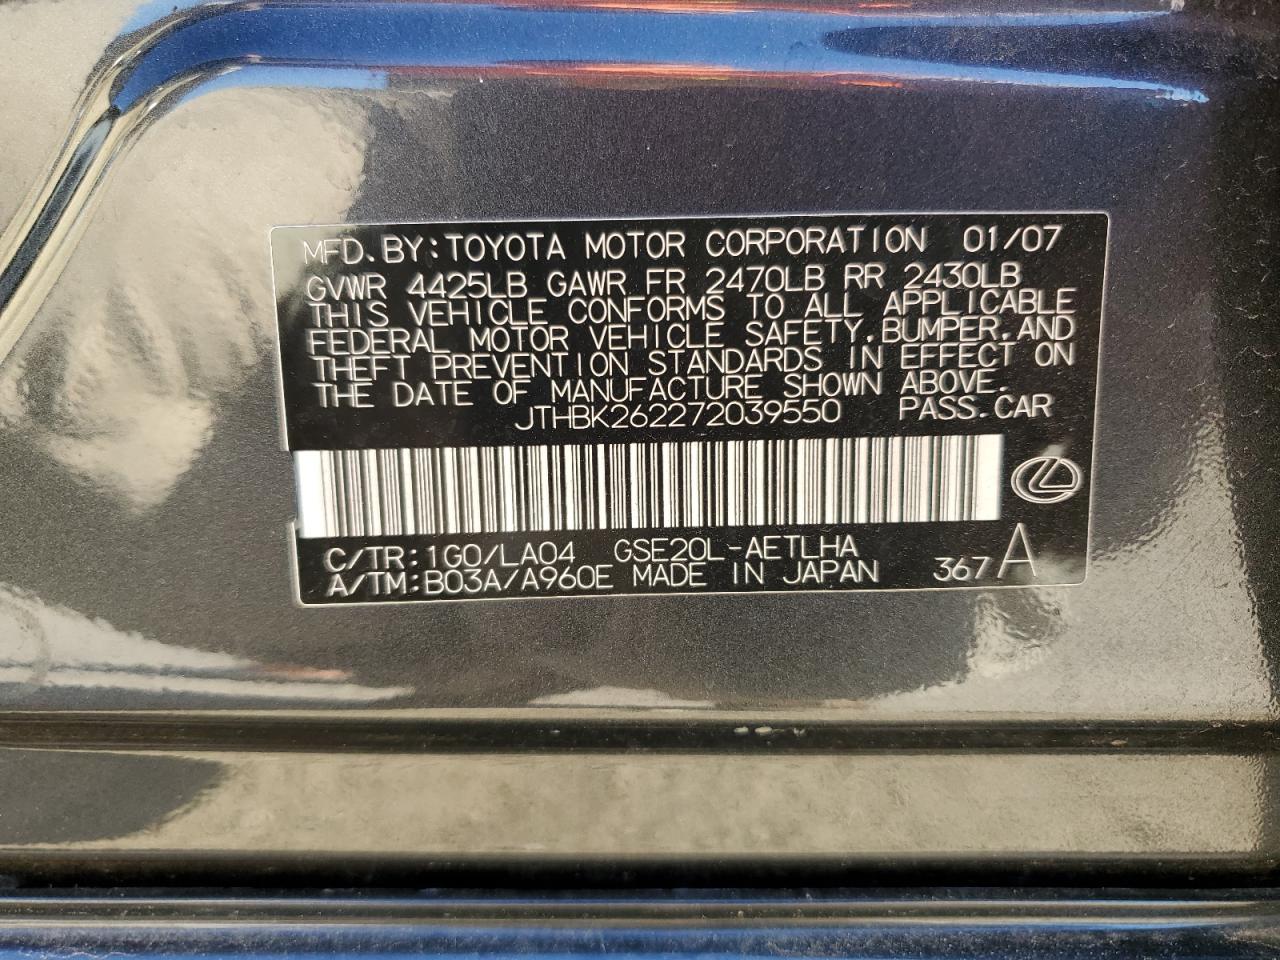 MFD. BY: TOYOTA MOTOR CORPORATION 01/07
GVWR 4425LB GAWR FR 2470LB RR 2430LB
THIS VEHICLE CONFORMS TO ALL APPLICABLE
FEDERAL MOTOR VEHICLE SAFETY, BUMPER, AND
THEFT PREVENTION STANDARDS IN EFFECT ON
THE DATE OF MANUFACTURE SHOWN ABOVE.
JTHBK262272039550 PASS. CAR
C/TR: 1G0/LA04 GSE20L-AETLHA
A/TM: B03A/A960E MADE IN JAPAN 367 A